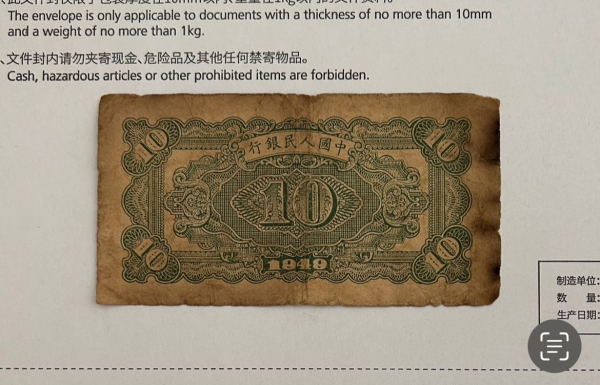 The envelope is only applicable to documents with a thickness of no more than 10mm
and a weight of no more than 1kg.
、文件封内请勿夹寄现金、危险品及其他任何禁寄物品。
Cash, hazardous articles or other prohibited items are forbidden.
10 10
行銀民人國中
10
10 10
1949
制造单位:
数 量:
生产日期: